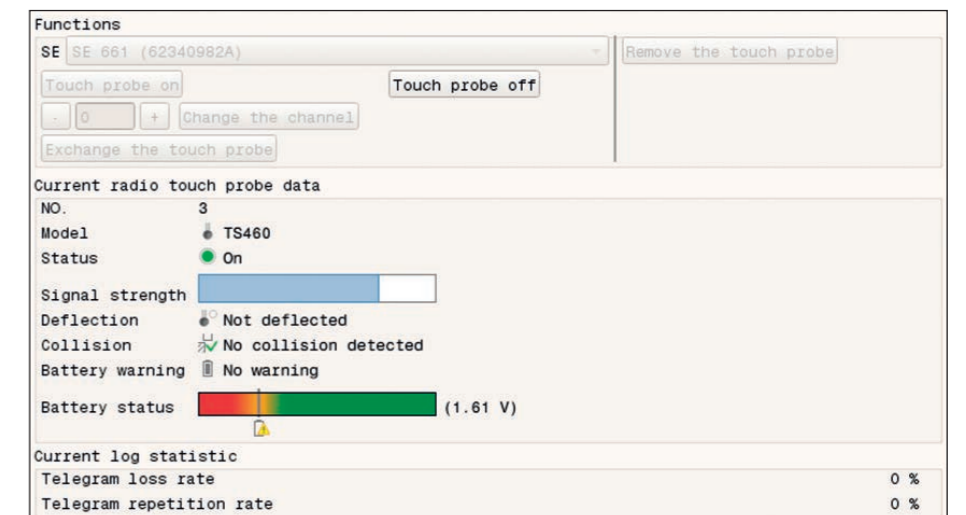 Functions
SE SE 661 (62340982A) Remove the touch probe
Touch probe on Touch probe off
- 0 + Change the channel
Exchange the touch probe
Current radio touch probe data
NO. 3
Model TS460
Status On
Signal strength
Deflection Not deflected
Collision No collision detected
Battery warning No warning
Battery status (1.61 V)
Current log statistic
Telegram loss rate 0 %
Telegram repetition rate 0 %